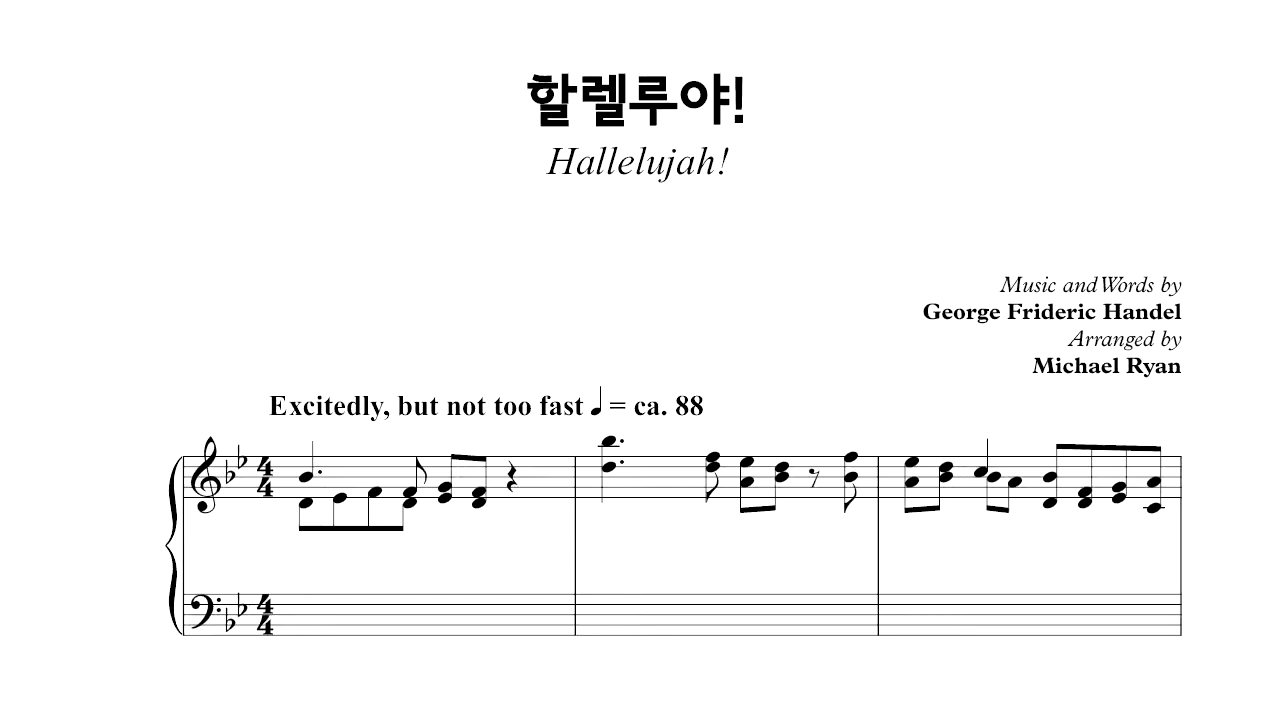 할렐루야!
Hallelujah!
Music and Words by
George Frideric Handel
Arranged by
Michael Ryan
Excitedly, but not too fast ♩ = ca. 88